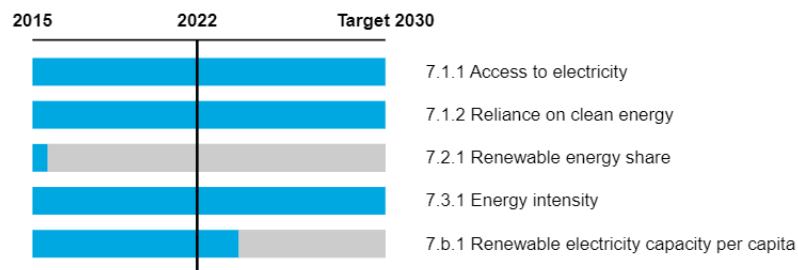 2015 2022 Target 2030
7.1.1 Access to electricity
7.1.2 Reliance on clean energy
7.2.1 Renewable energy share
7.3.1 Energy intensity
7.b.1 Renewable electricity capacity per capita